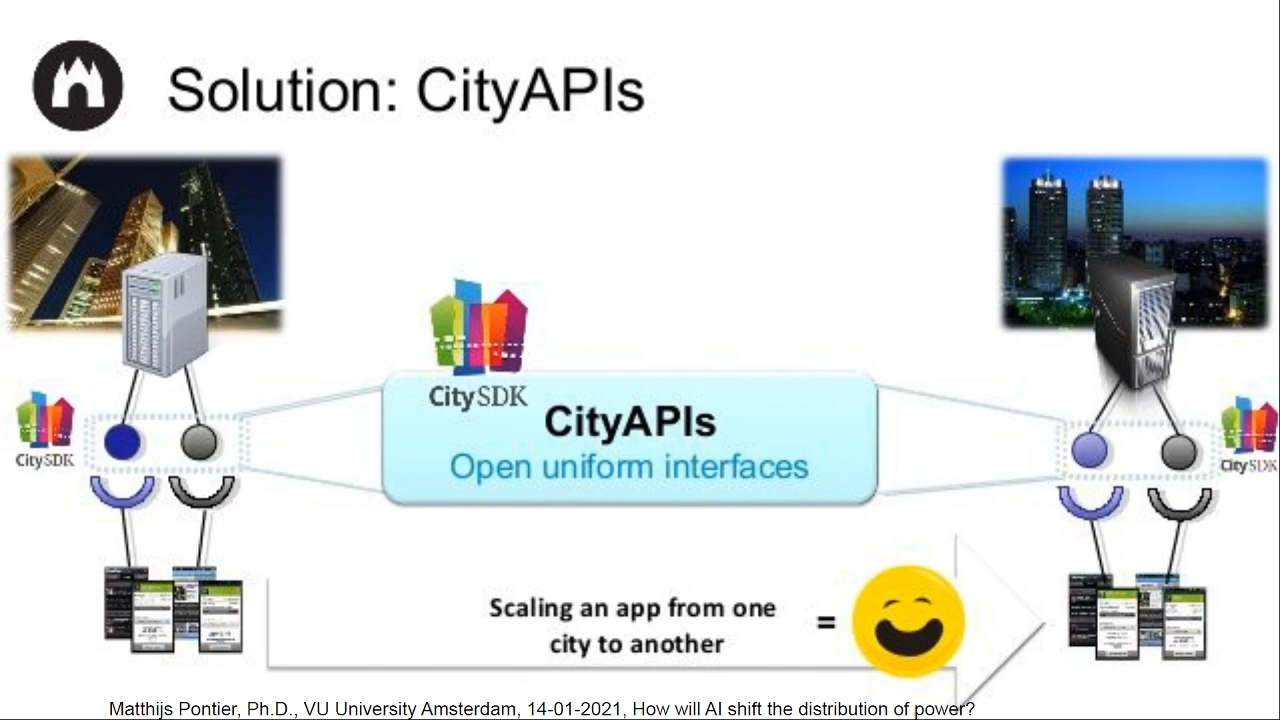 Solution: CityAPIs
CitySDK
CityAPIs
Open uniform interfaces
CitySDK
CitySDK
Scaling an app from one
city to another
=
Matthijs Pontier, Ph.D., VU University Amsterdam, 14-01-2021, How will AI shift the distribution of power?